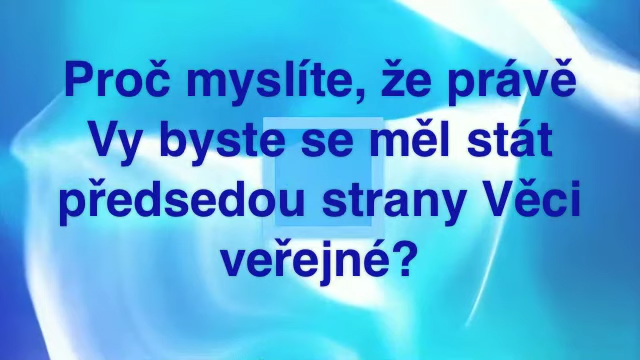 Proč myslíte, že právě
Vy byste se měl stát
předsedou strany Věci
veřejné?